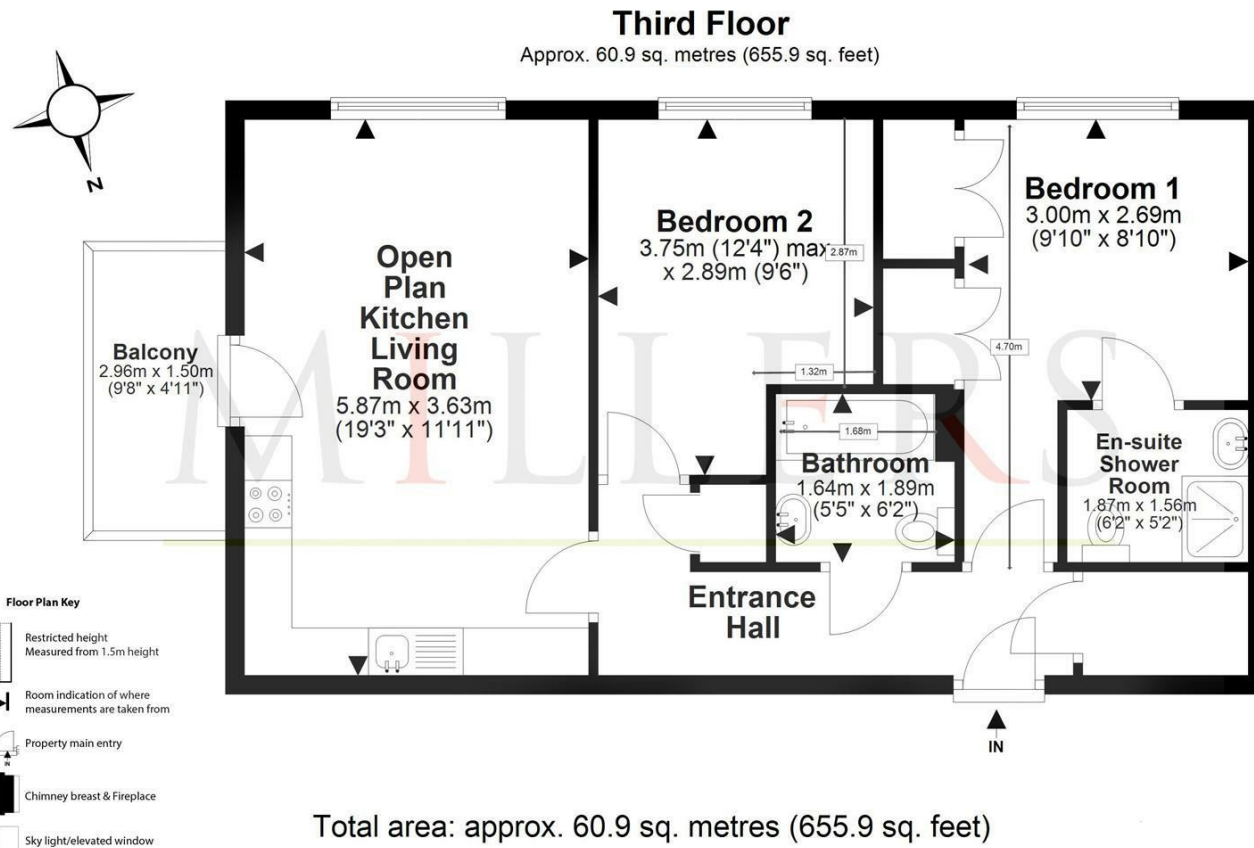 Third Floor
Approx. 60.9 sq. metres (655.9 sq. feet)
N
Bedroom 1
3.00m x 2.69m
(9'10" x 8'10")
Bedroom 2
3.75m (12'4") max
x 2.89m (9'6")
2.87m
Open
Plan
Kitchen
Living
Room
5.87m x 3.63m
(19'3" x 11'11")
Balcony
2.96m x 1.50m
(9'8" x 4'11")
MILLERS
4.70m
1.32m
1.68m
Bathroom
1.64m x 1.89m
(5'5" x 6'2")
En-suite
Shower
Room
1.87m x 1.56m
(6'2" x 5'2")
Entrance
Hall
IN
Floor Plan Key
Restricted height
Measured from 1.5m height
Room indication of where
measurements are taken from
Property main entry
IN
Chimney breast & Fireplace
Sky light/elevated window
Total area: approx. 60.9 sq. metres (655.9 sq. feet)